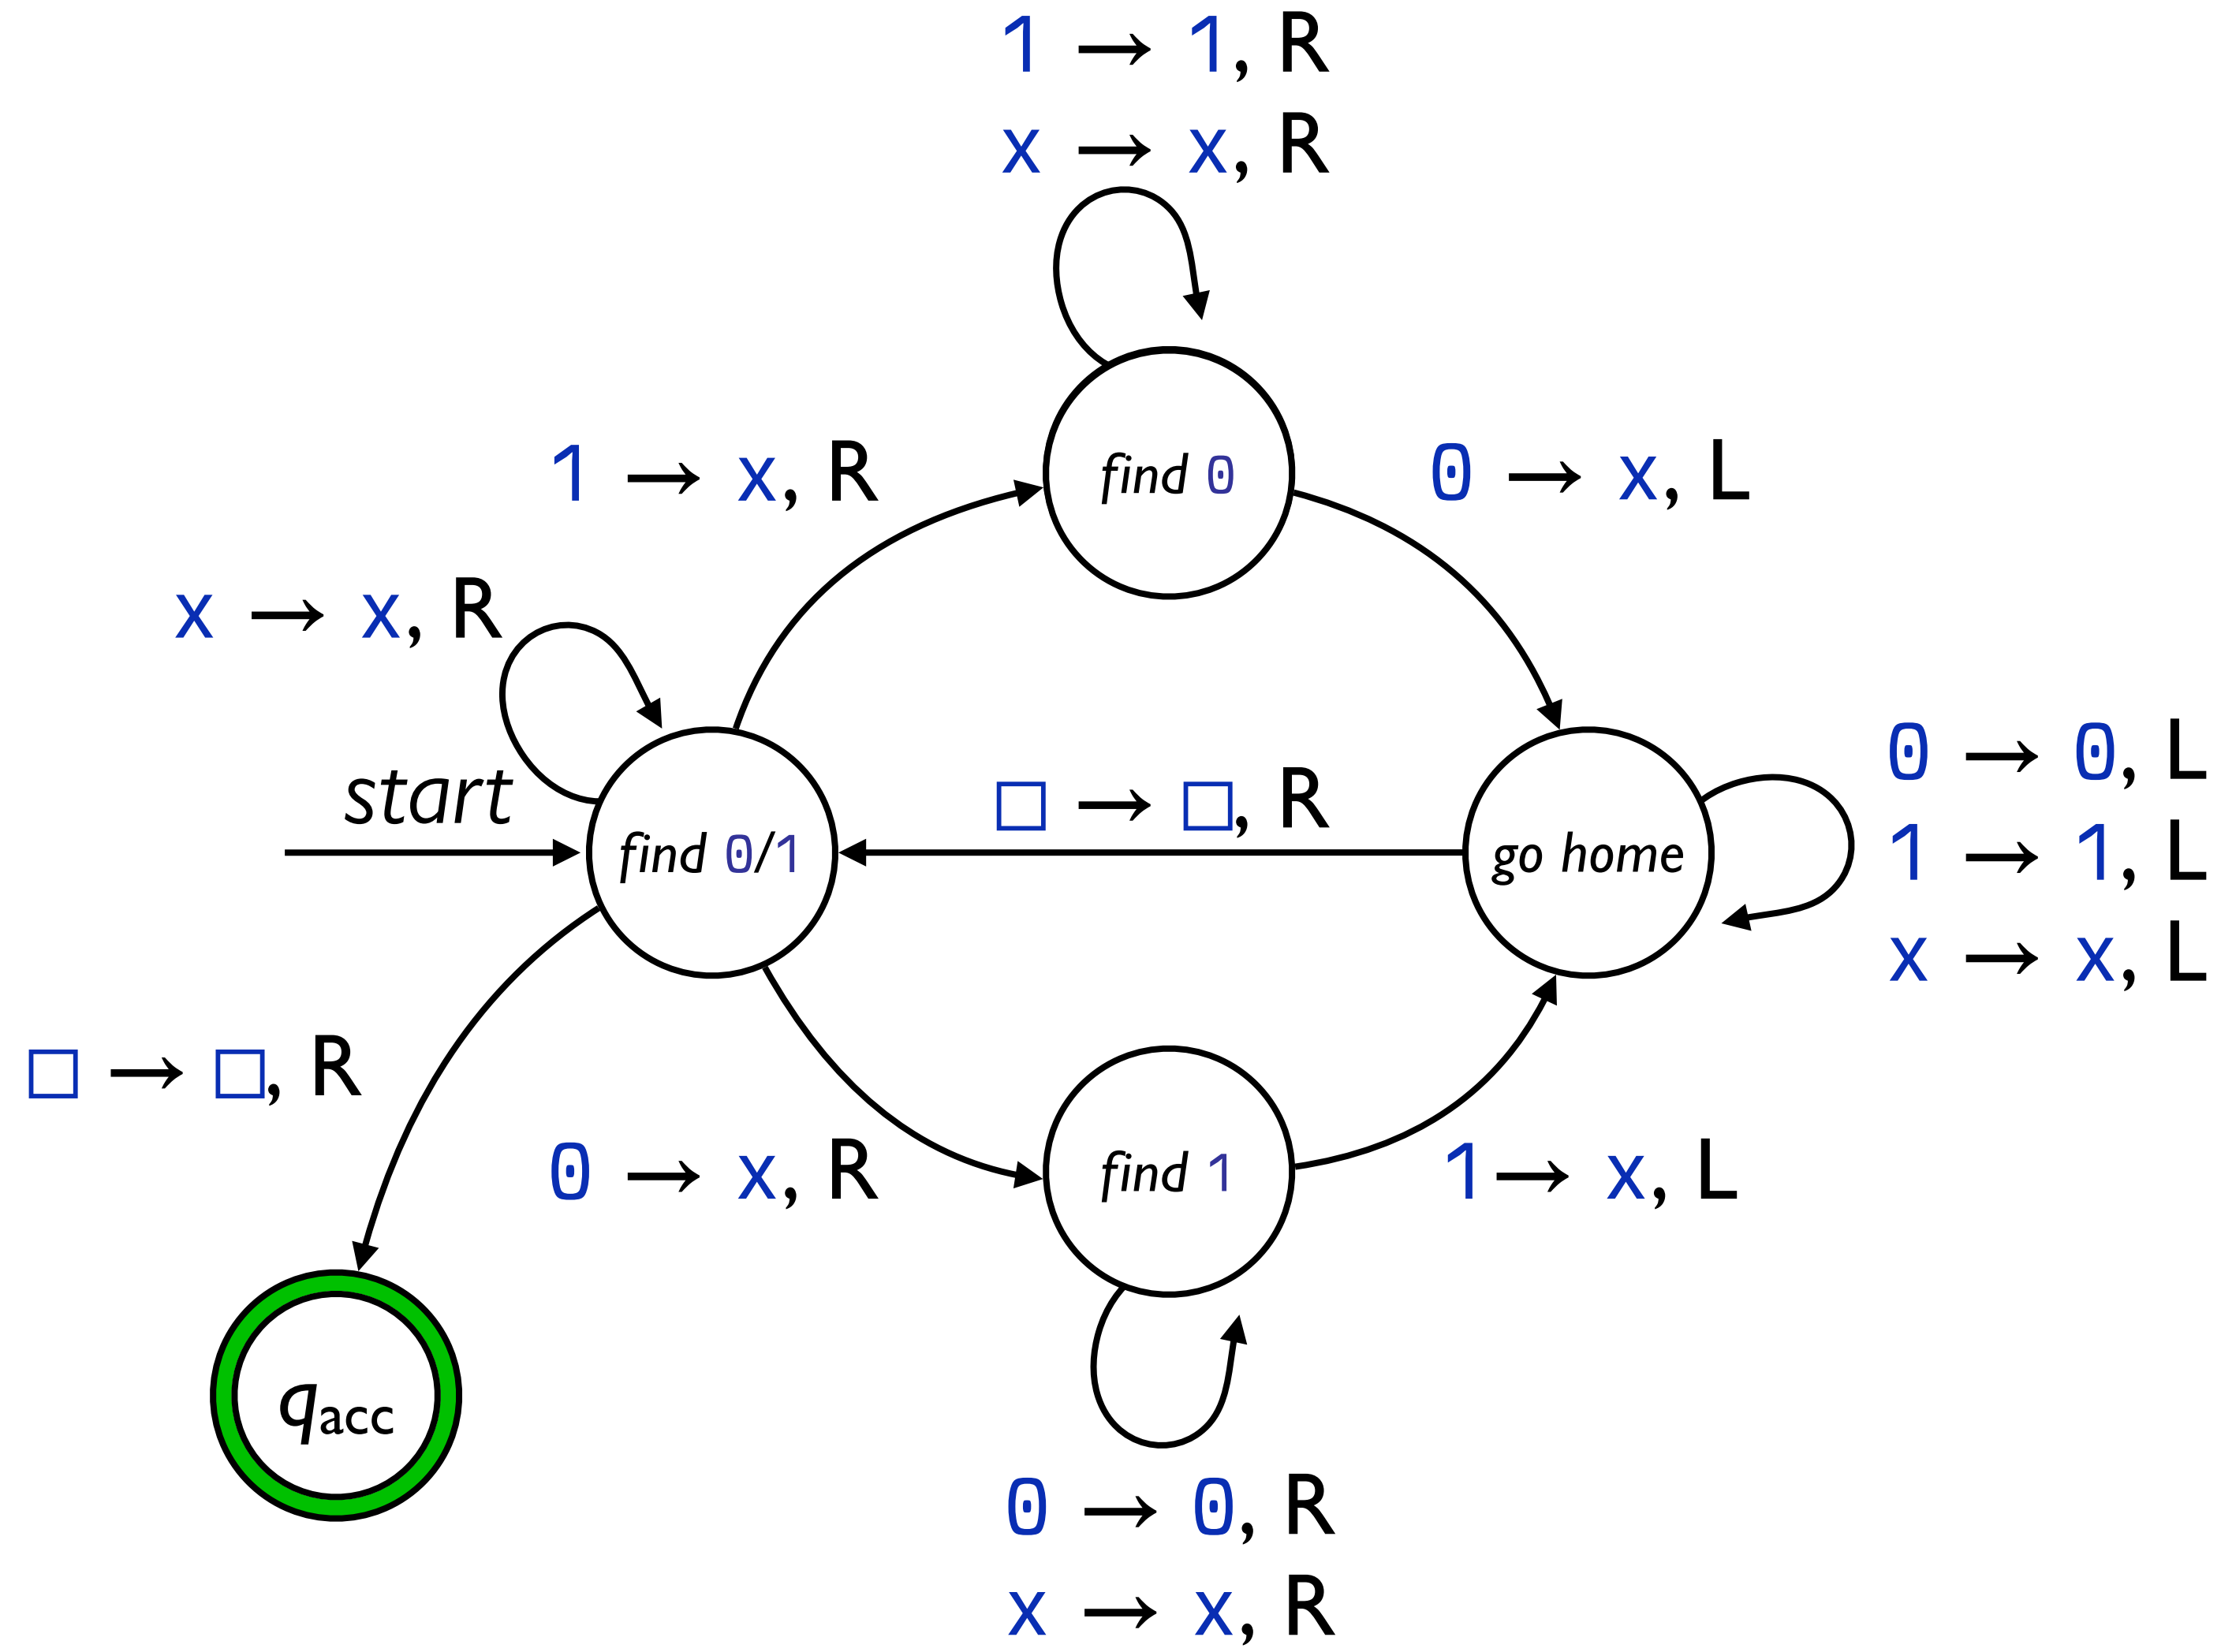 1 → 1, R
x → x, R
1 → x, R
find 0
0 → x, L
x → x, R
start
find 0/1
□ → □, R
go home
0 → 0, L
1 → 1, L
x → x, L
□ → □, R
0 → x, R
find 1
1→ x, L
qacc
0 → 0, R
x → x, R